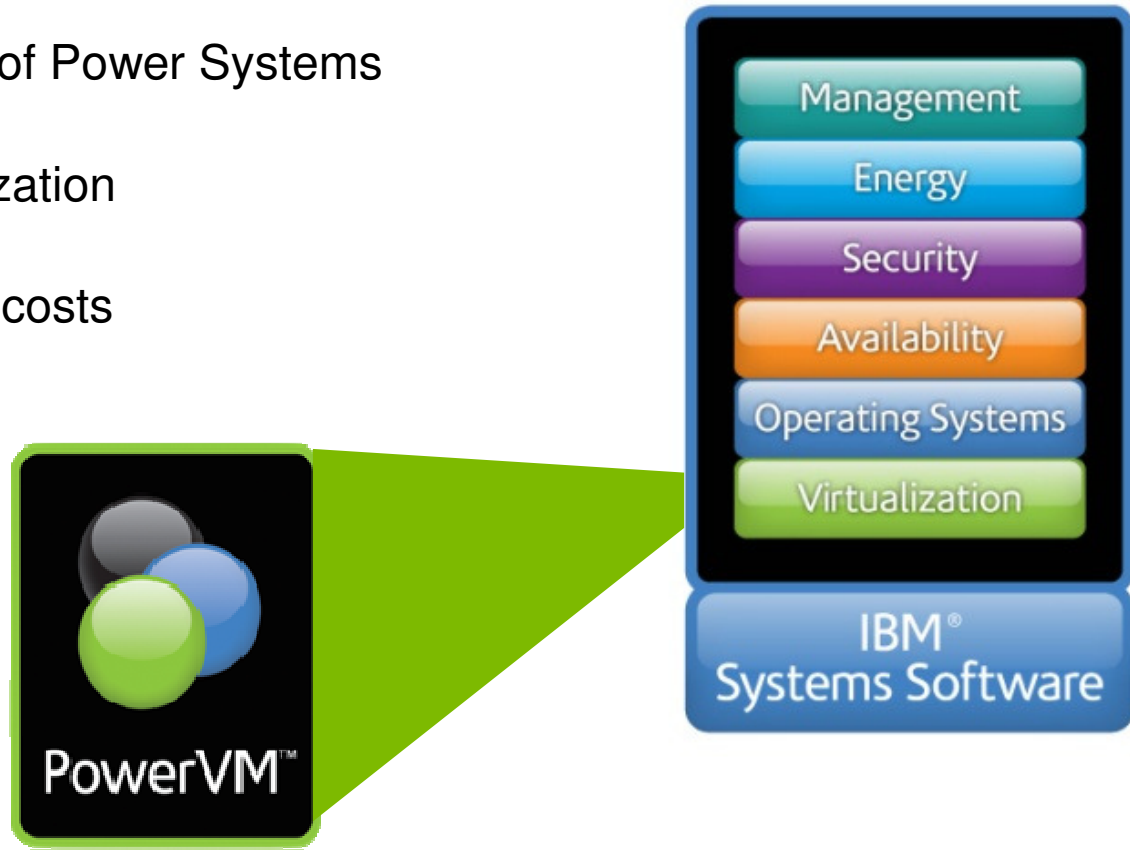 of Power Systems
zation
costs
Management
Energy
Security
Availability
Operating Systems
Virtualization
IBM®
Systems Software
PowerVM™